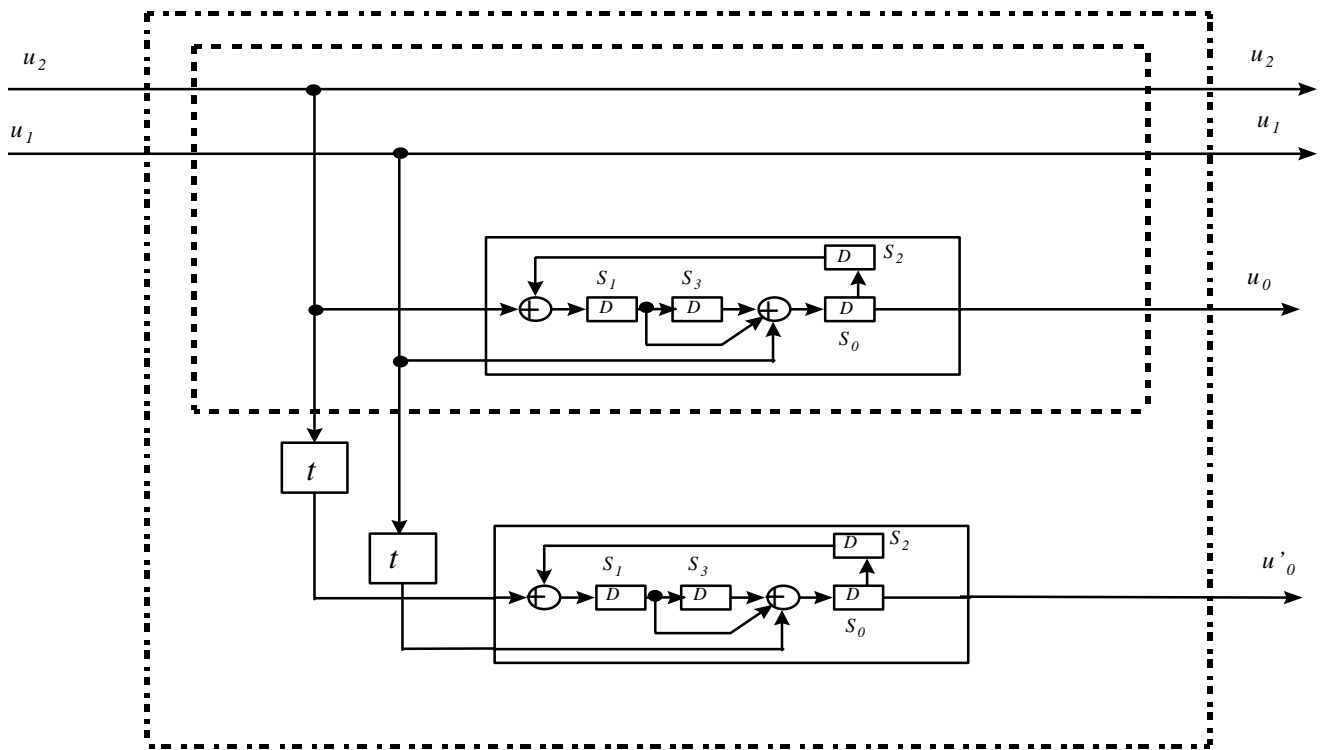 u2 u2
u1 u1
D S2
S1 S3
D D D u0
S0
t
t
D S2
S1 S3 u'0
D D D
S0